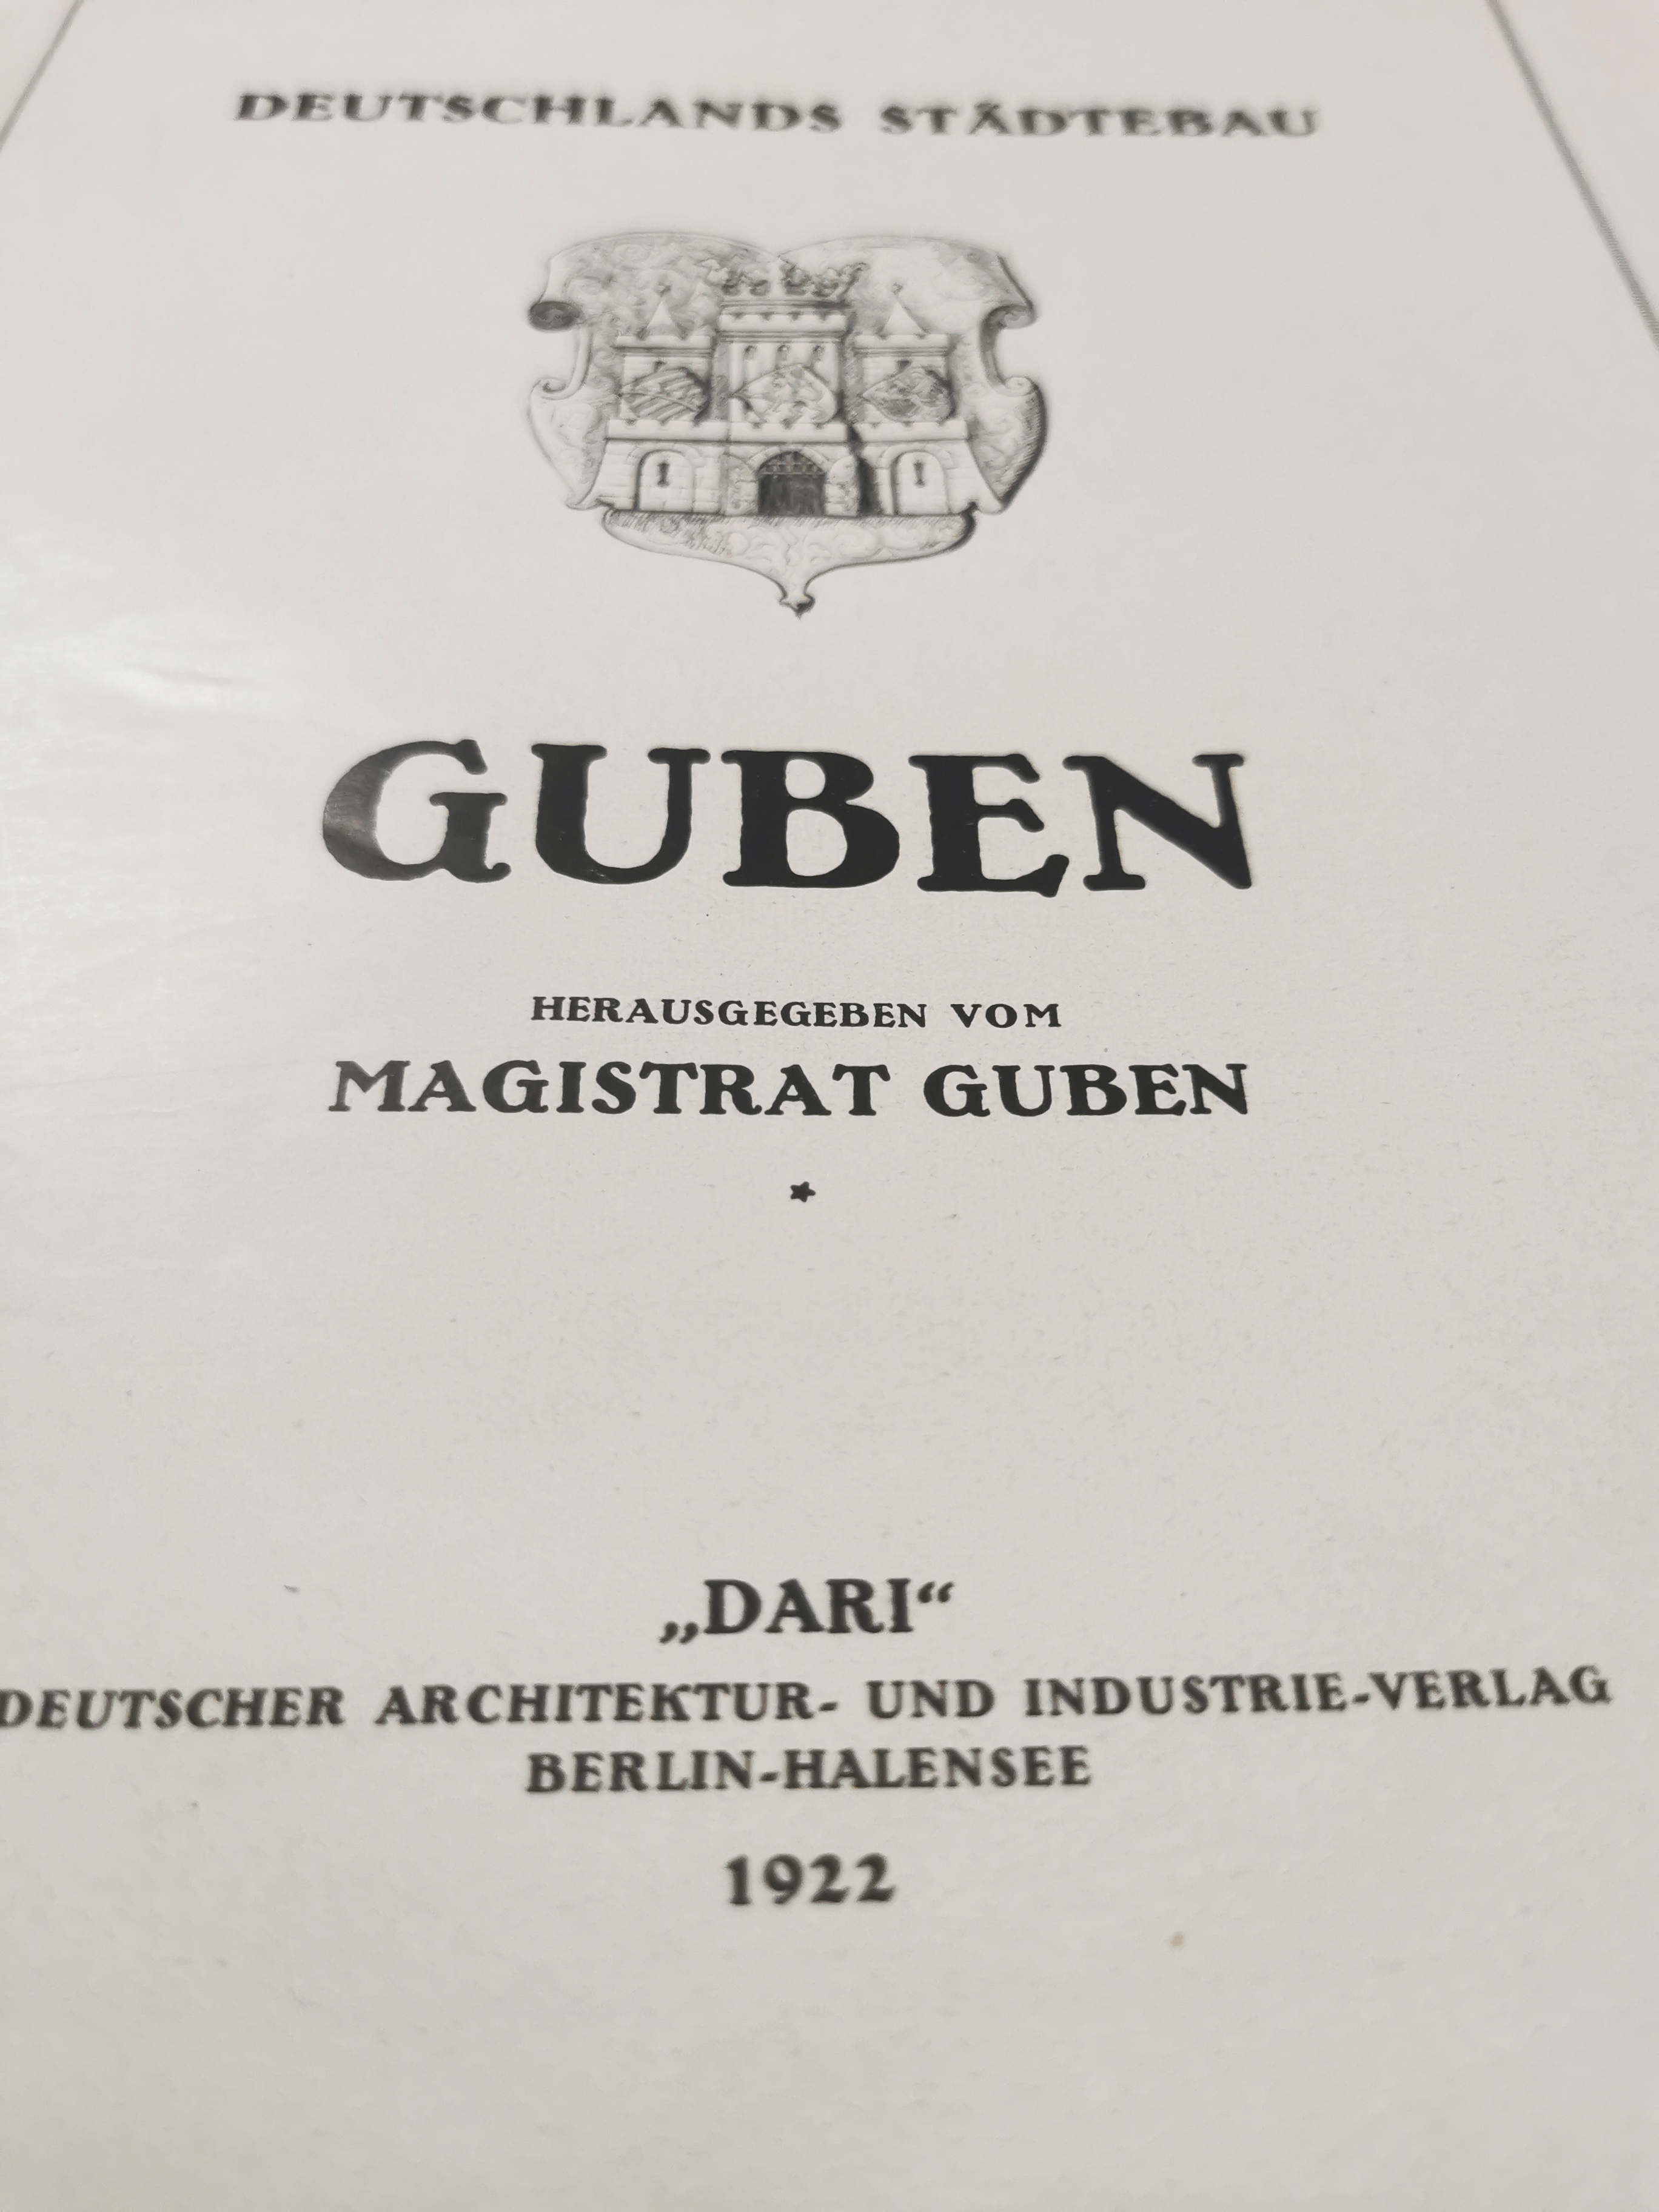 DEUTSCHLANDS STÄDTEBAU
GUBEN
HERAUSGEGEBEN VOM
MAGISTRAT GUBEN
*
„DARI“
DEUTSCHER ARCHITEKTUR- UND INDUSTRIE-VERLAG
BERLIN-HALENSEE
1922